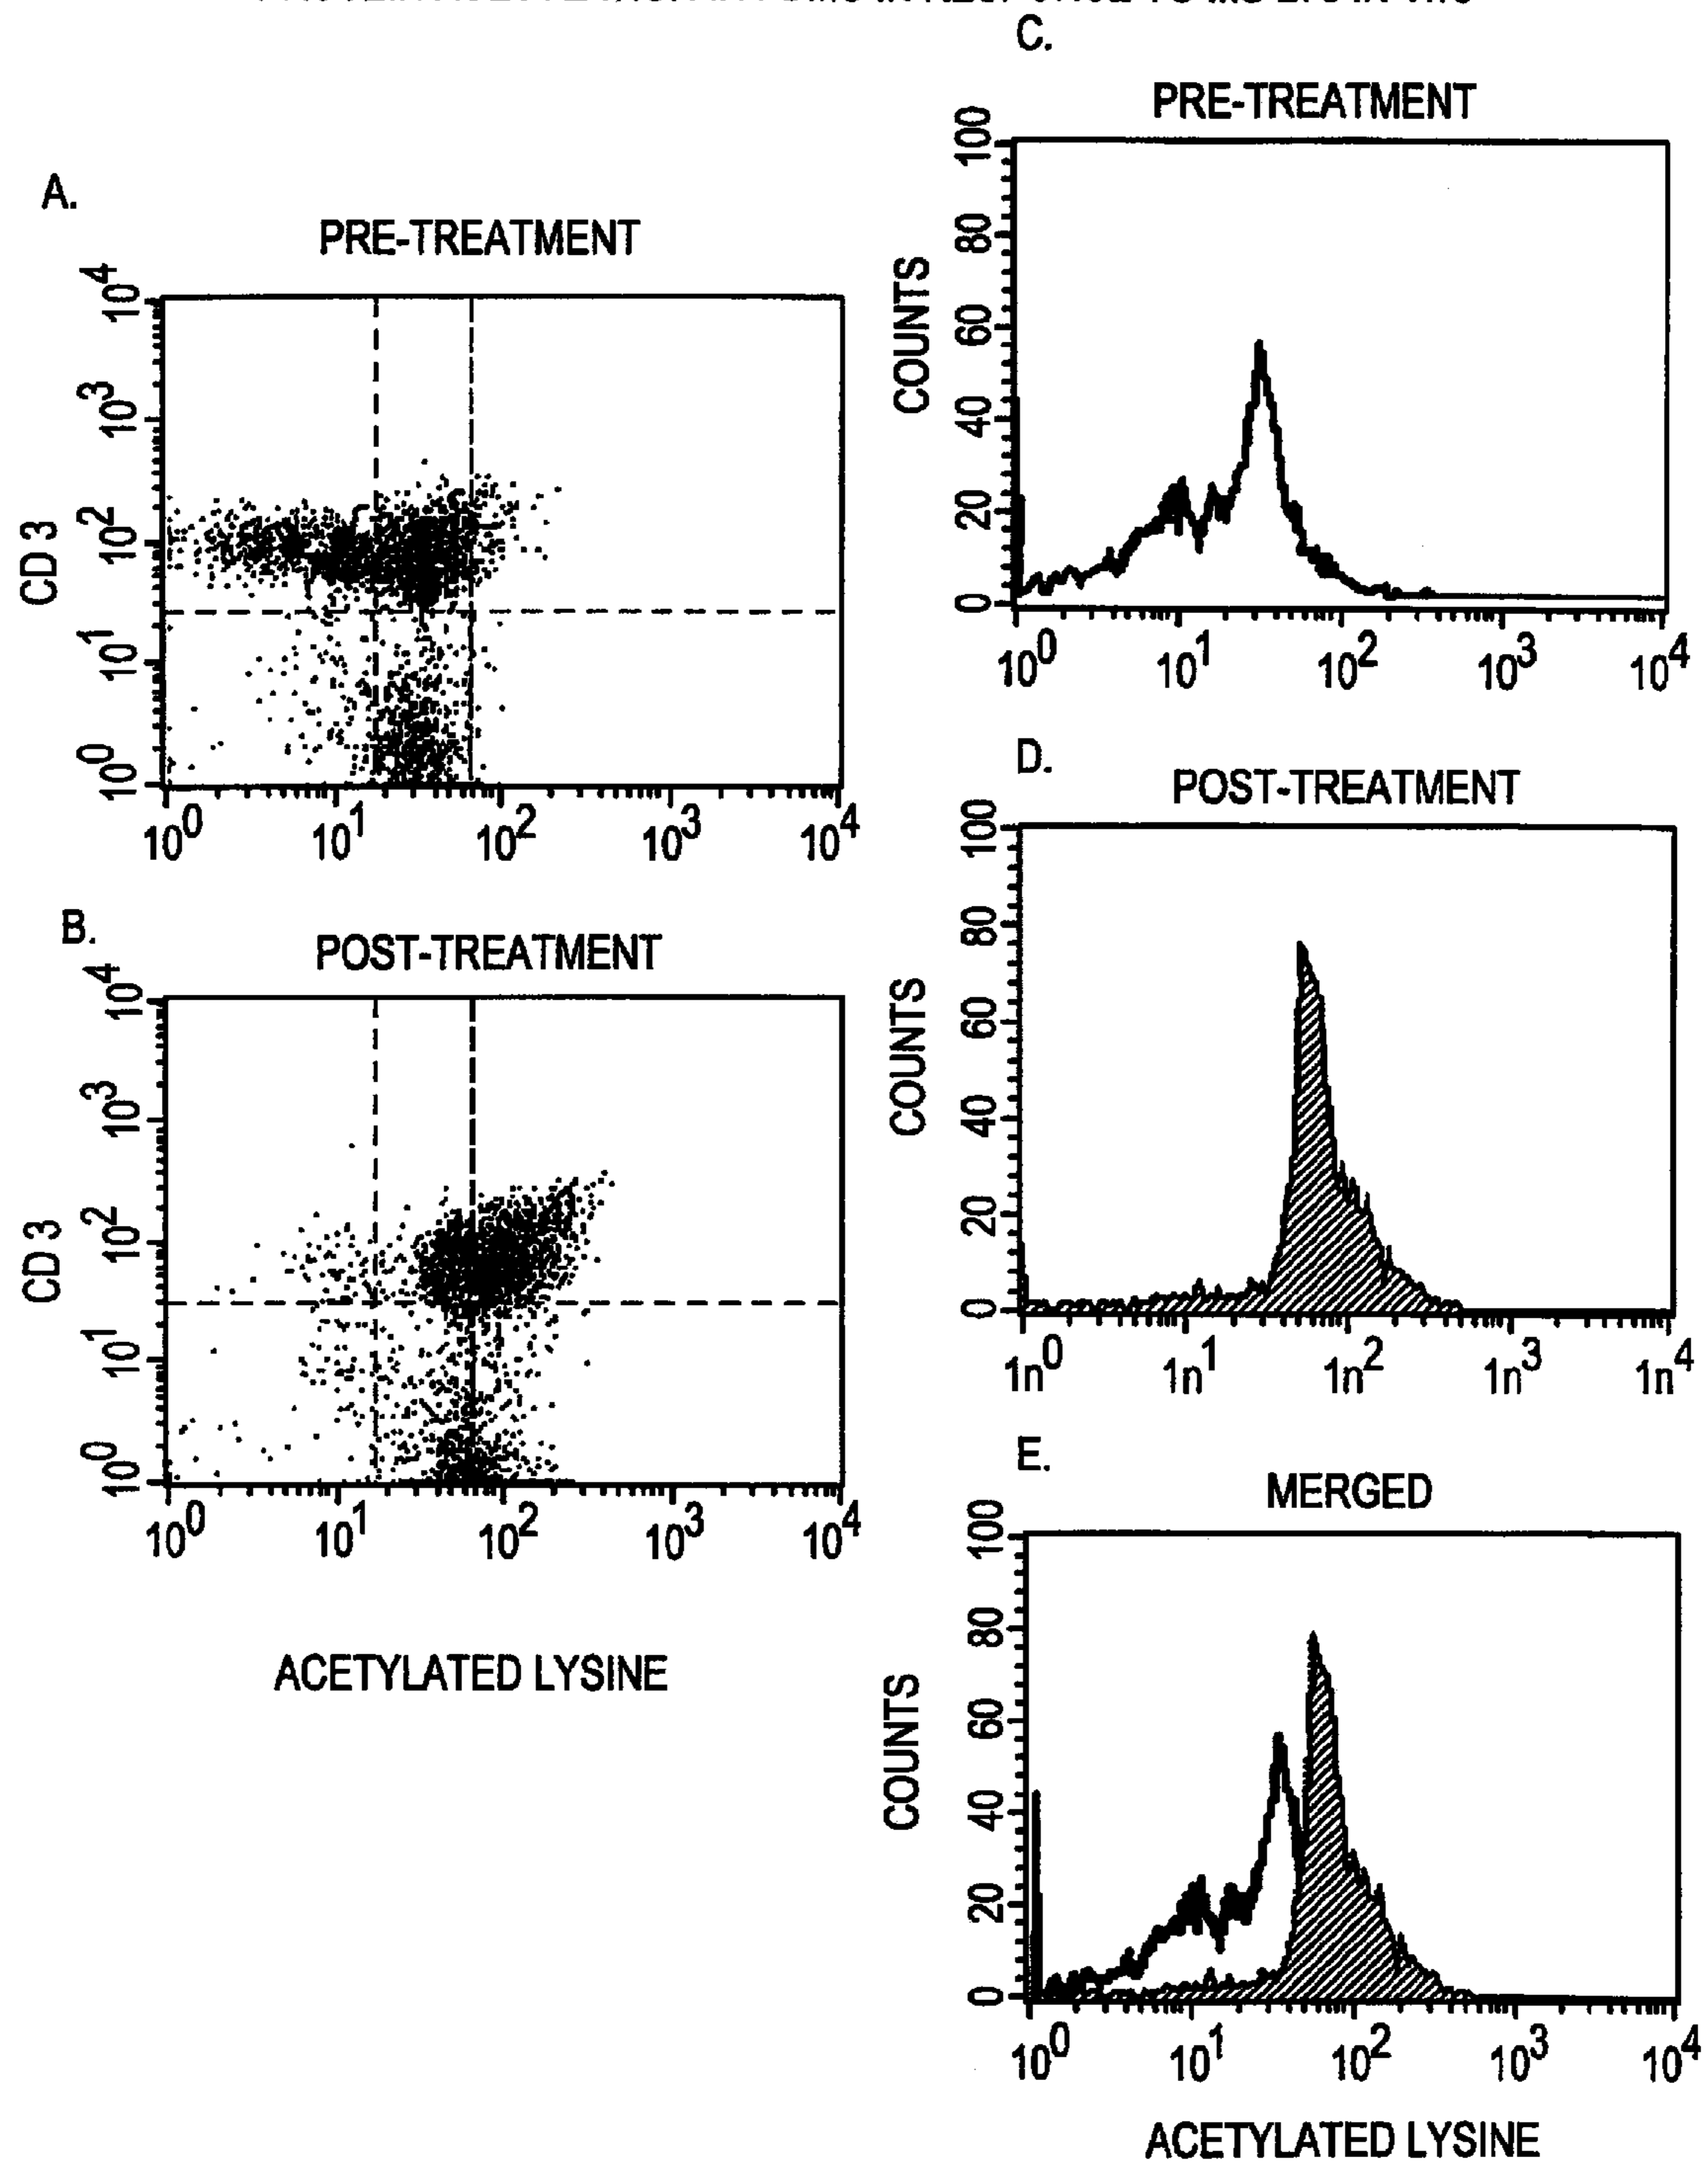 A.
PRE-TREATMENT
CD 3
10^4
10^3
10^2
10^1
10^0
10^0 10^1 10^2 10^3 10^4
B.
POST-TREATMENT
CD 3
10^4
10^3
10^2
10^1
10^0
10^0 10^1 10^2 10^3 10^4
ACETYLATED LYSINE
C.
PRE-TREATMENT
COUNTS
100
80
60
40
20
0
10^0 10^1 10^2 10^3 10^4
D.
POST-TREATMENT
COUNTS
100
80
60
40
20
0
1n^0 1n^1 1n^2 1n^3 1n^4
E.
MERGED
COUNTS
100
80
60
40
20
0
10^0 10^1 10^2 10^3 10^4
ACETYLATED LYSINE